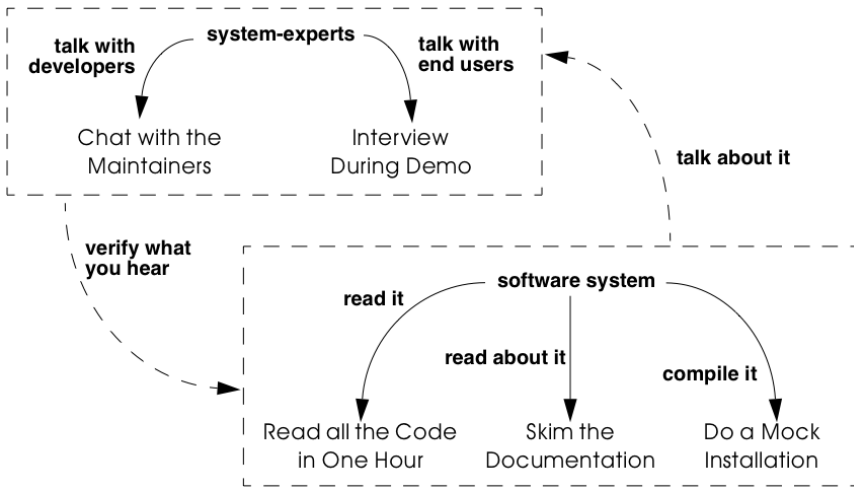 system-experts
talk with
developers
talk with
end users
Chat with the
Maintainers
Interview
During Demo
talk about it
verify what
you hear
software system
read it
read about it
compile it
Read all the Code
in One Hour
Skim the
Documentation
Do a Mock
Installation